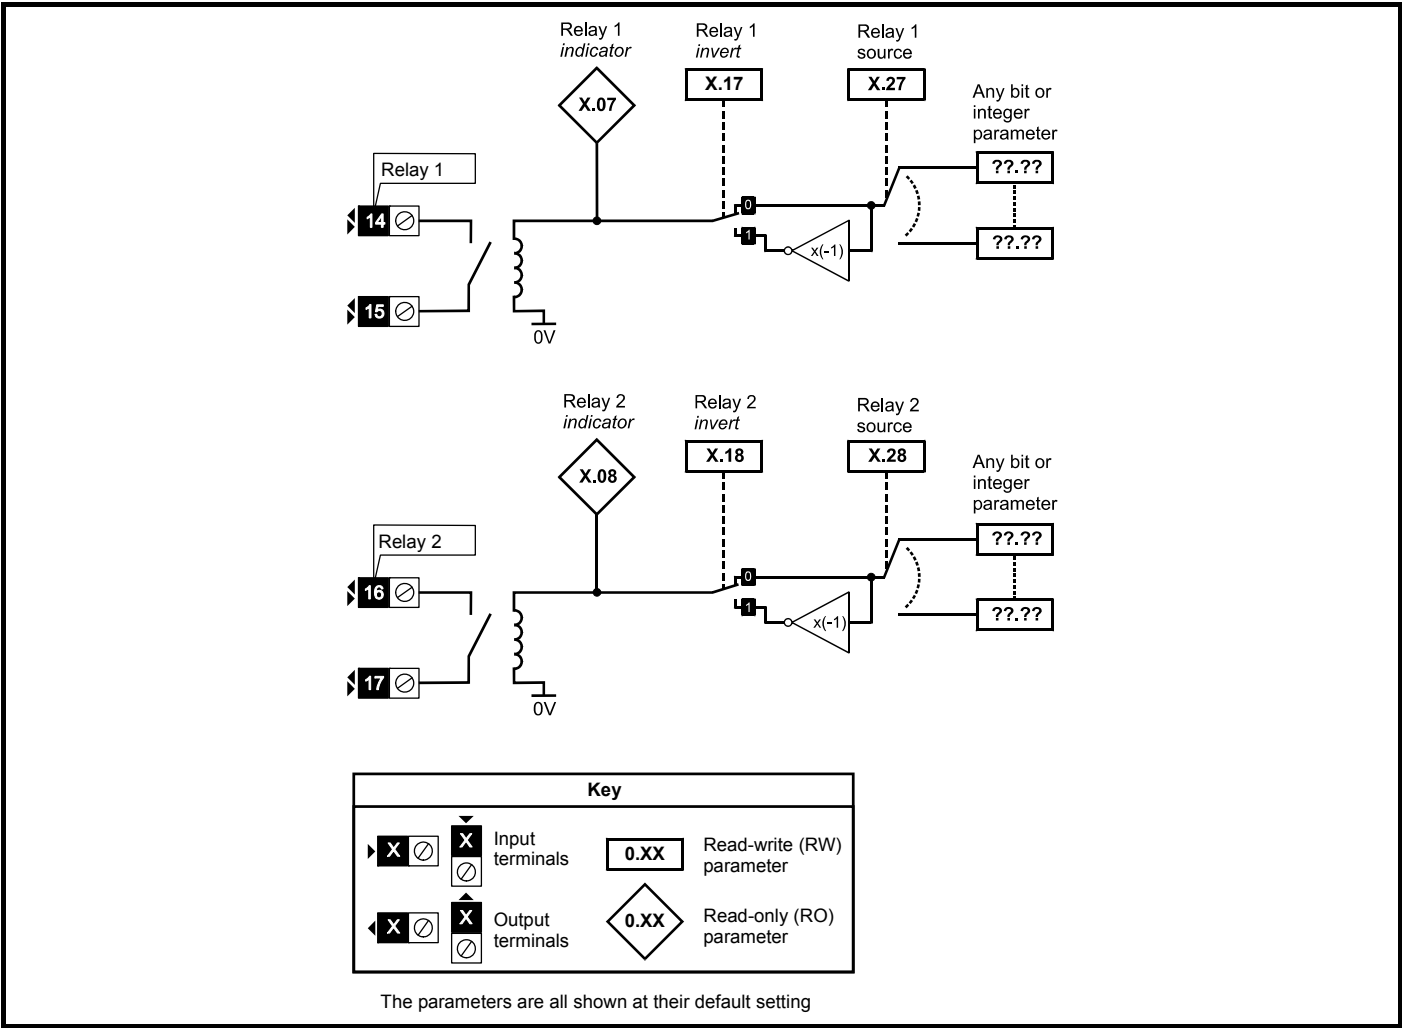 Relay 1
indicator
Relay 1
invert
Relay 1
source
X.07
X.17
X.27
Any bit or
integer
parameter
??.??
Relay 1
14
0
1
x(-1)
??.??
15
0V
Relay 2
indicator
Relay 2
invert
Relay 2
source
X.08
X.18
X.28
Any bit or
integer
parameter
??.??
Relay 2
16
0
1
x(-1)
??.??
17
0V
Key
X
X
Input
terminals
0.XX
Read-write (RW)
parameter
X
X
Output
terminals
0.XX
Read-only (RO)
parameter
The parameters are all shown at their default setting